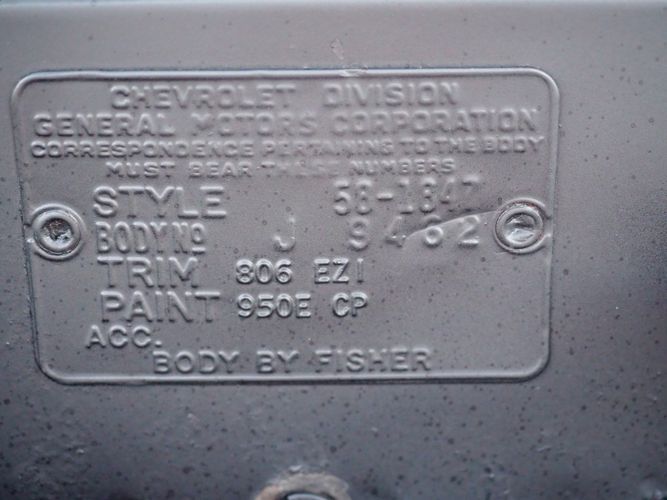 CHEVROLET DIVISION
GENERAL MOTORS CORPORATION
CORRESPONDENCE PERTAINING TO THE BODY
MUST BEAR THESE NUMBERS
STYLE 58-1847
BODY NO J 9462
TRIM 806 EZI
PAINT 950E CP
ACC.
BODY BY FISHER